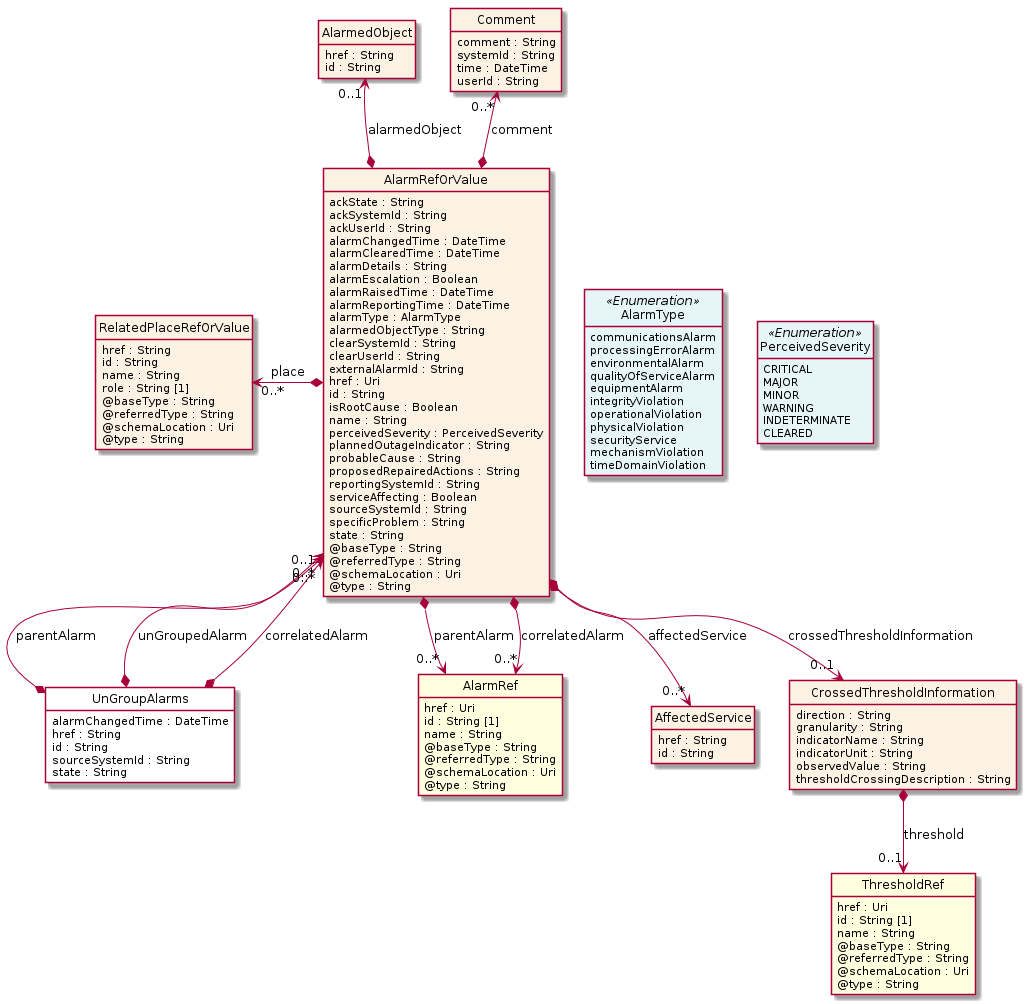 AlarmedObject
href : String
id : String
Comment
comment : String
systemId : String
time : DateTime
userId : String
0..1
0..*
alarmedObject
comment
AlarmRefOrValue
ackState : String
ackSystemId : String
ackUserId : String
alarmChangedTime : DateTime
alarmClearedTime : DateTime
alarmDetails : String
alarmEscalation : Boolean
alarmRaisedTime : DateTime
alarmReportingTime : DateTime
alarmType : AlarmType
alarmedObjectType : String
clearSystemId : String
clearUserId : String
externalAlarmId : String
href : Uri
id : String
isRootCause : Boolean
name : String
perceivedSeverity : PerceivedSeverity
plannedOutageIndicator : String
probableCause : String
proposedRepairedActions : String
reportingSystemId : String
serviceAffecting : Boolean
sourceSystemId : String
specificProblem : String
state : String
@baseType : String
@referredType : String
@schemaLocation : Uri
@type : String
«Enumeration»
AlarmType
communicationsAlarm
processingErrorAlarm
environmentalAlarm
qualityOfServiceAlarm
equipmentAlarm
integrityViolation
operationalViolation
physicalViolation
securityService
mechanismViolation
timeDomainViolation
«Enumeration»
PerceivedSeverity
CRITICAL
MAJOR
MINOR
WARNING
INDETERMINATE
CLEARED
RelatedPlaceRefOrValue
href : String
id : String
name : String
role : String [1]
@baseType : String
@referredType : String
@schemaLocation : Uri
@type : String
place
0..*
0..1
0..*
0..*
parentAlarm
unGroupedAlarm
correlatedAlarm
parentAlarm
correlatedAlarm
affectedService
crossedThresholdInformation
0..*
0..*
0..*
0..1
UnGroupAlarms
alarmChangedTime : DateTime
href : String
id : String
sourceSystemId : String
state : String
AlarmRef
href : Uri
id : String [1]
name : String
@baseType : String
@referredType : String
@schemaLocation : Uri
@type : String
AffectedService
href : String
id : String
CrossedThresholdInformation
direction : String
granularity : String
indicatorName : String
indicatorUnit : String
observedValue : String
thresholdCrossingDescription : String
threshold
0..1
ThresholdRef
href : Uri
id : String [1]
name : String
@baseType : String
@referredType : String
@schemaLocation : Uri
@type : String